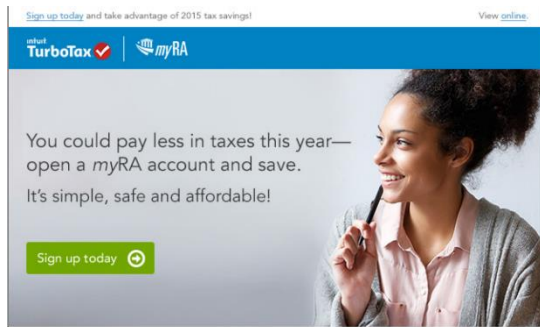 Sign up today and take advantage of 2015 tax savings!
View online.
intuit
TurboTax
myRA
You could pay less in taxes this year—
open a myRA account and save.
It's simple, safe and affordable!
Sign up today